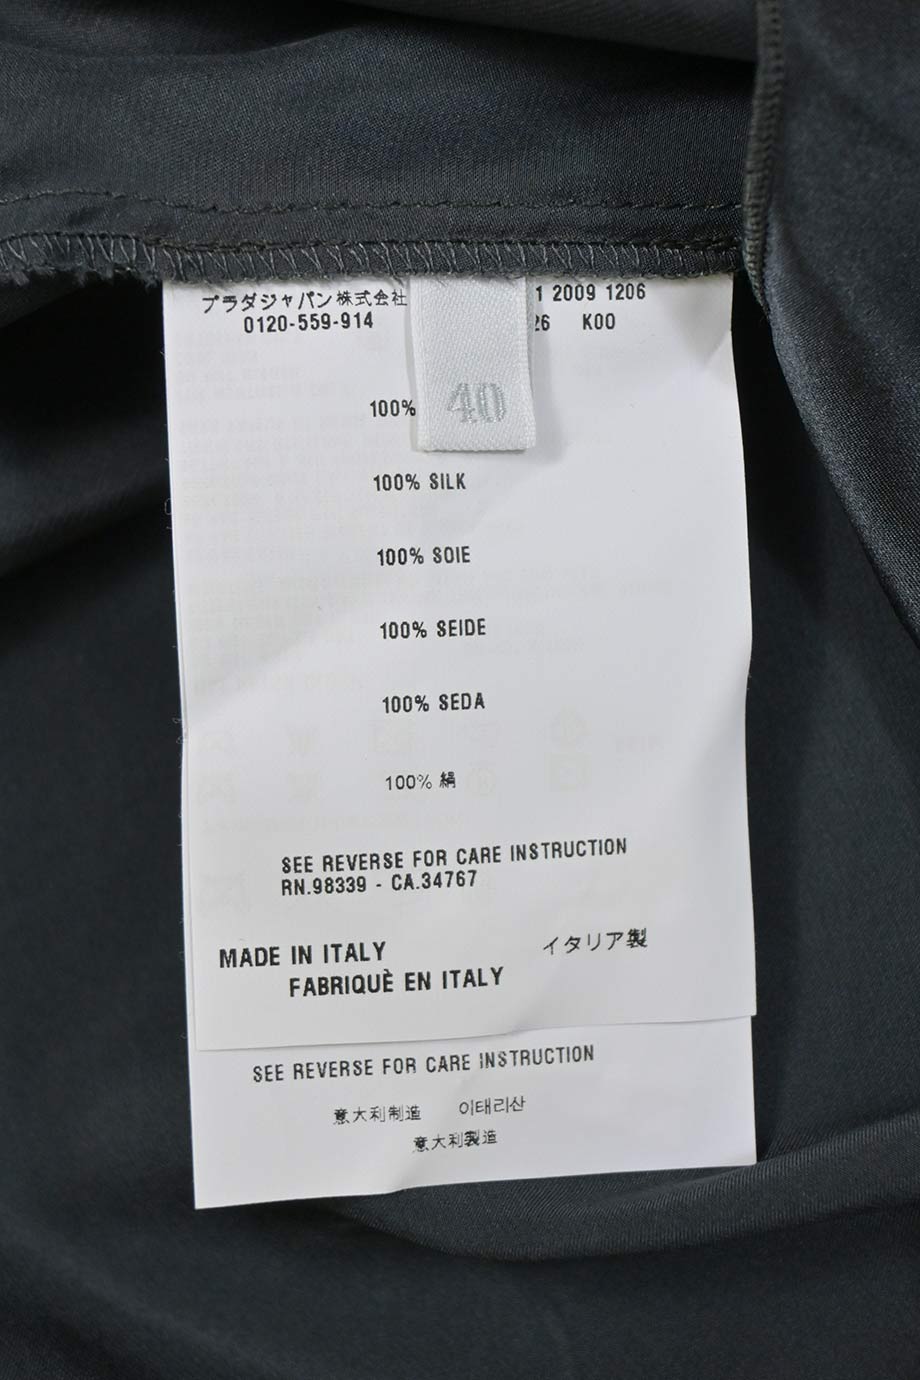 プラダジャパン株式会社
0120-559-914
1 2009 1206
26 K00
40
100%
100% SILK
100% SOIE
100% SEIDE
100% SEDA
100% 絹
SEE REVERSE FOR CARE INSTRUCTION
RN.98339 - CA.34767
MADE IN ITALY
イタリア製
FABRIQUÈ EN ITALY
SEE REVERSE FOR CARE INSTRUCTION
意大利制造 이태리산
意大利製造